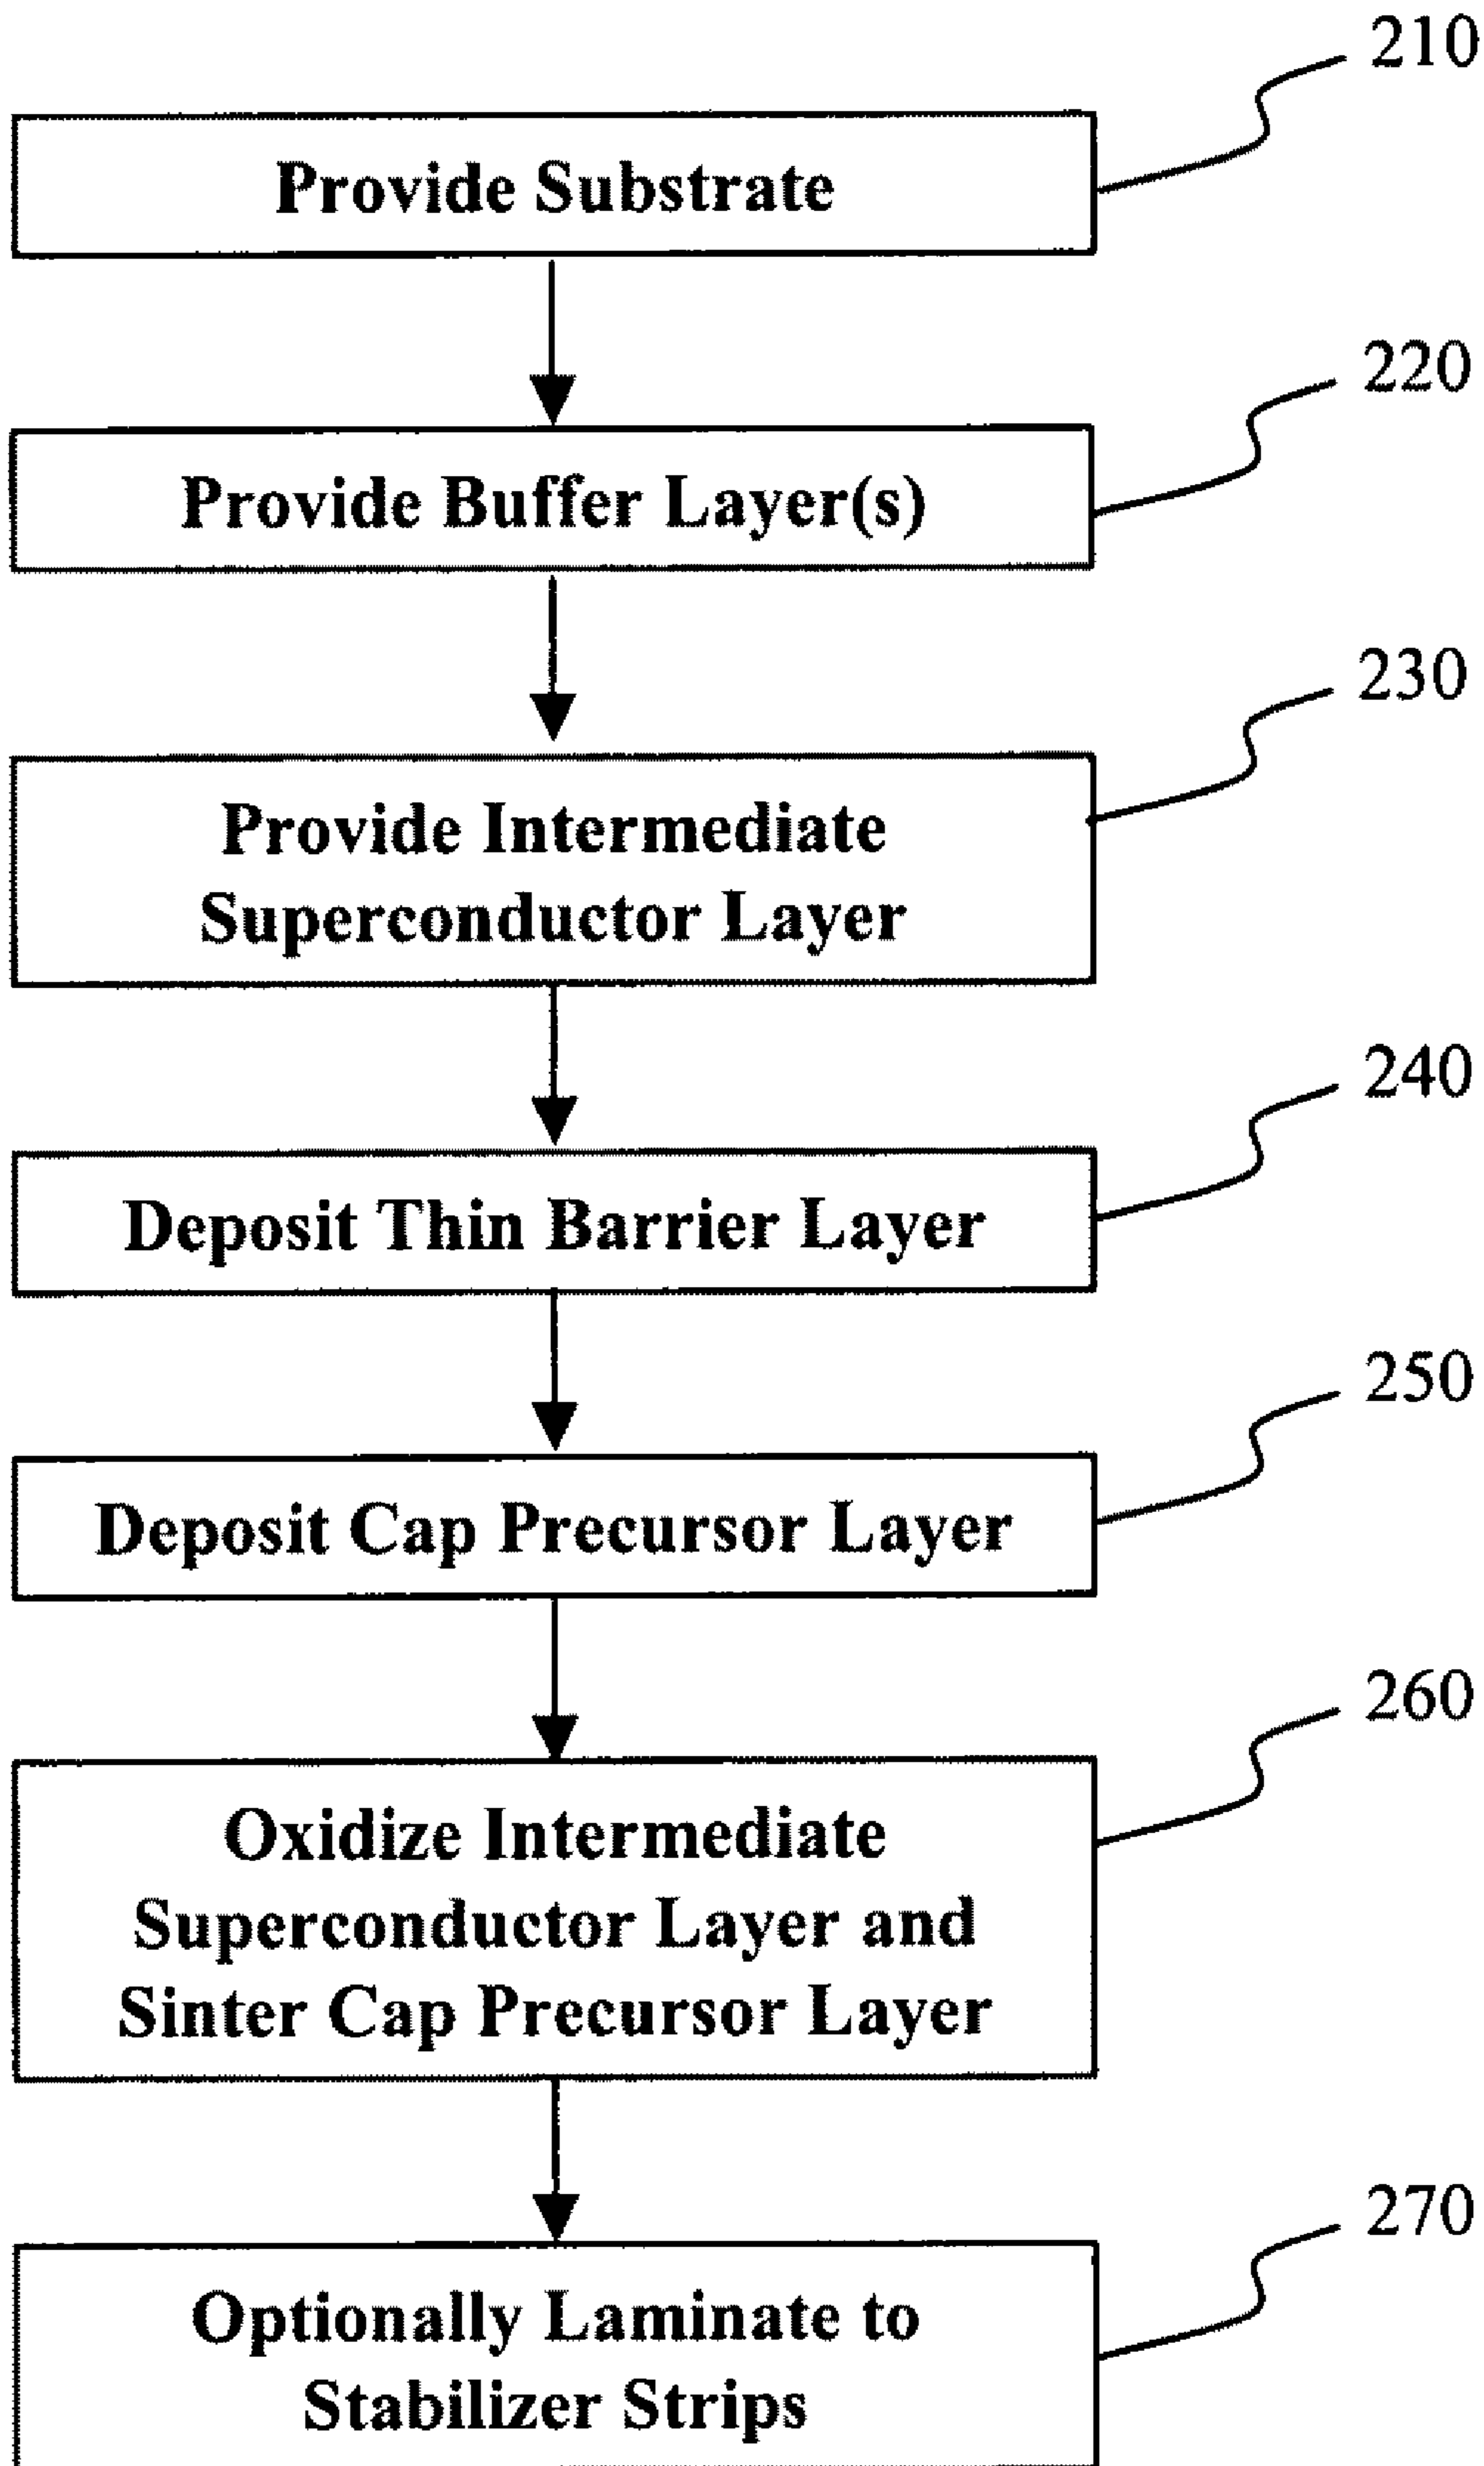 210
Provide Substrate
220
Provide Buffer Layer(s)
230
Provide Intermediate
Superconductor Layer
240
Deposit Thin Barrier Layer
250
Deposit Cap Precursor Layer
260
Oxidize Intermediate
Superconductor Layer and
Sinter Cap Precursor Layer
270
Optionally Laminate to
Stabilizer Strips